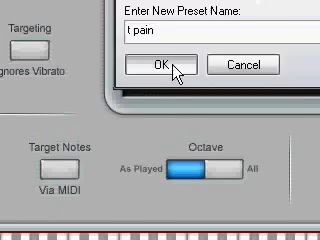 Enter New Preset Name:
Targeting
t pain
OK
Cancel
gnores Vibrato
Target Notes
Octave
As Played
All
Via MIDI